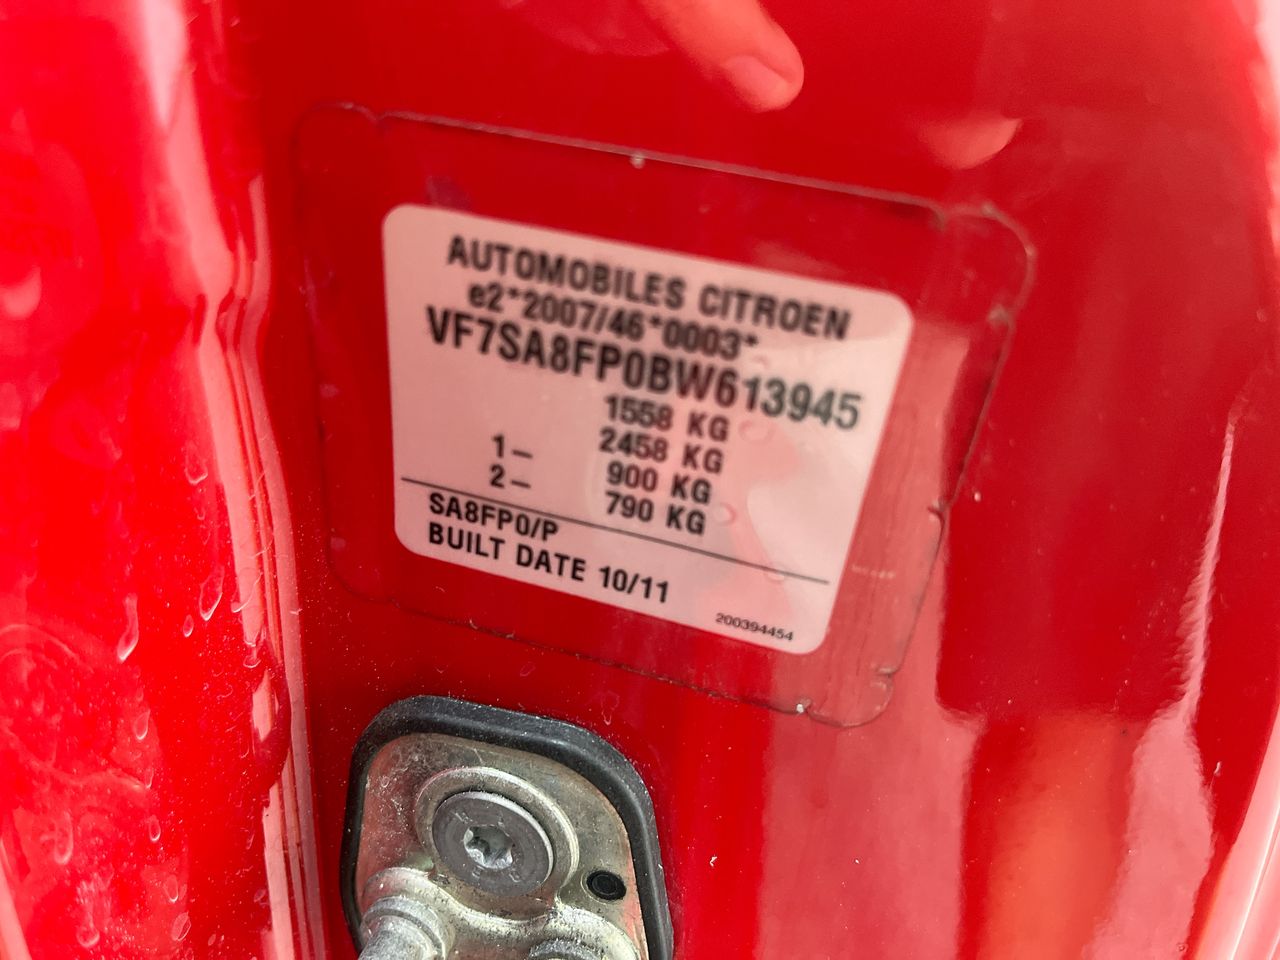 AUTOMOBILES CITROEN
e2*2007/46*0003*
VF7SA8FP0BW613945
1558 KG
2458 KG
1– 900 KG
2– 790 KG
SA8FP0/P
BUILT DATE 10/11
200394454